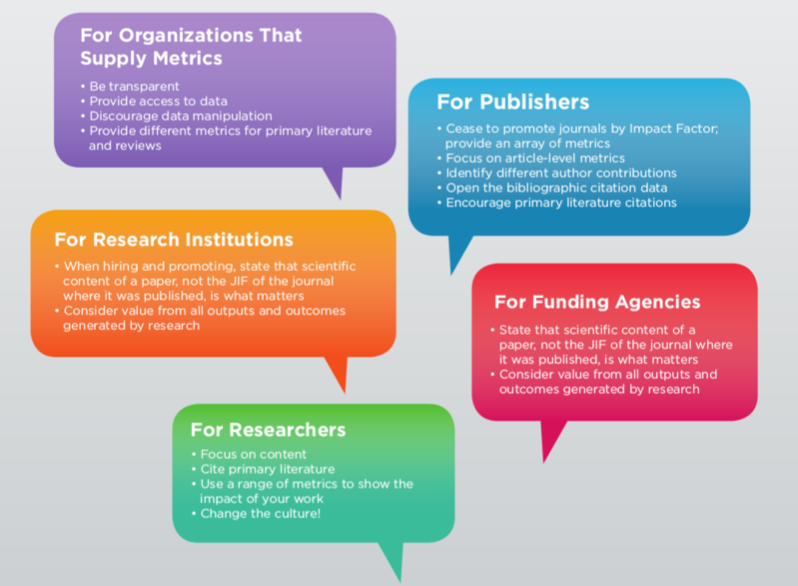 For Organizations That
Supply Metrics
• Be transparent
• Provide access to data
• Discourage data manipulation
• Provide different metrics for primary literature
and reviews
For Publishers
• Cease to promote journals by Impact Factor;
provide an array of metrics
• Focus on article-level metrics
• Identify different author contributions
• Open the bibliographic citation data
• Encourage primary literature citations
For Research Institutions
• When hiring and promoting, state that scientific
content of a paper, not the JIF of the journal
where it was published, is what matters
• Consider value from all outputs and outcomes
generated by research
For Funding Agencies
• State that scientific content of a
paper, not the JIF of the journal where
it was published, is what matters
• Consider value from all outputs and
outcomes generated by research
For Researchers
• Focus on content
• Cite primary literature
• Use a range of metrics to show the
impact of your work
• Change the culture!